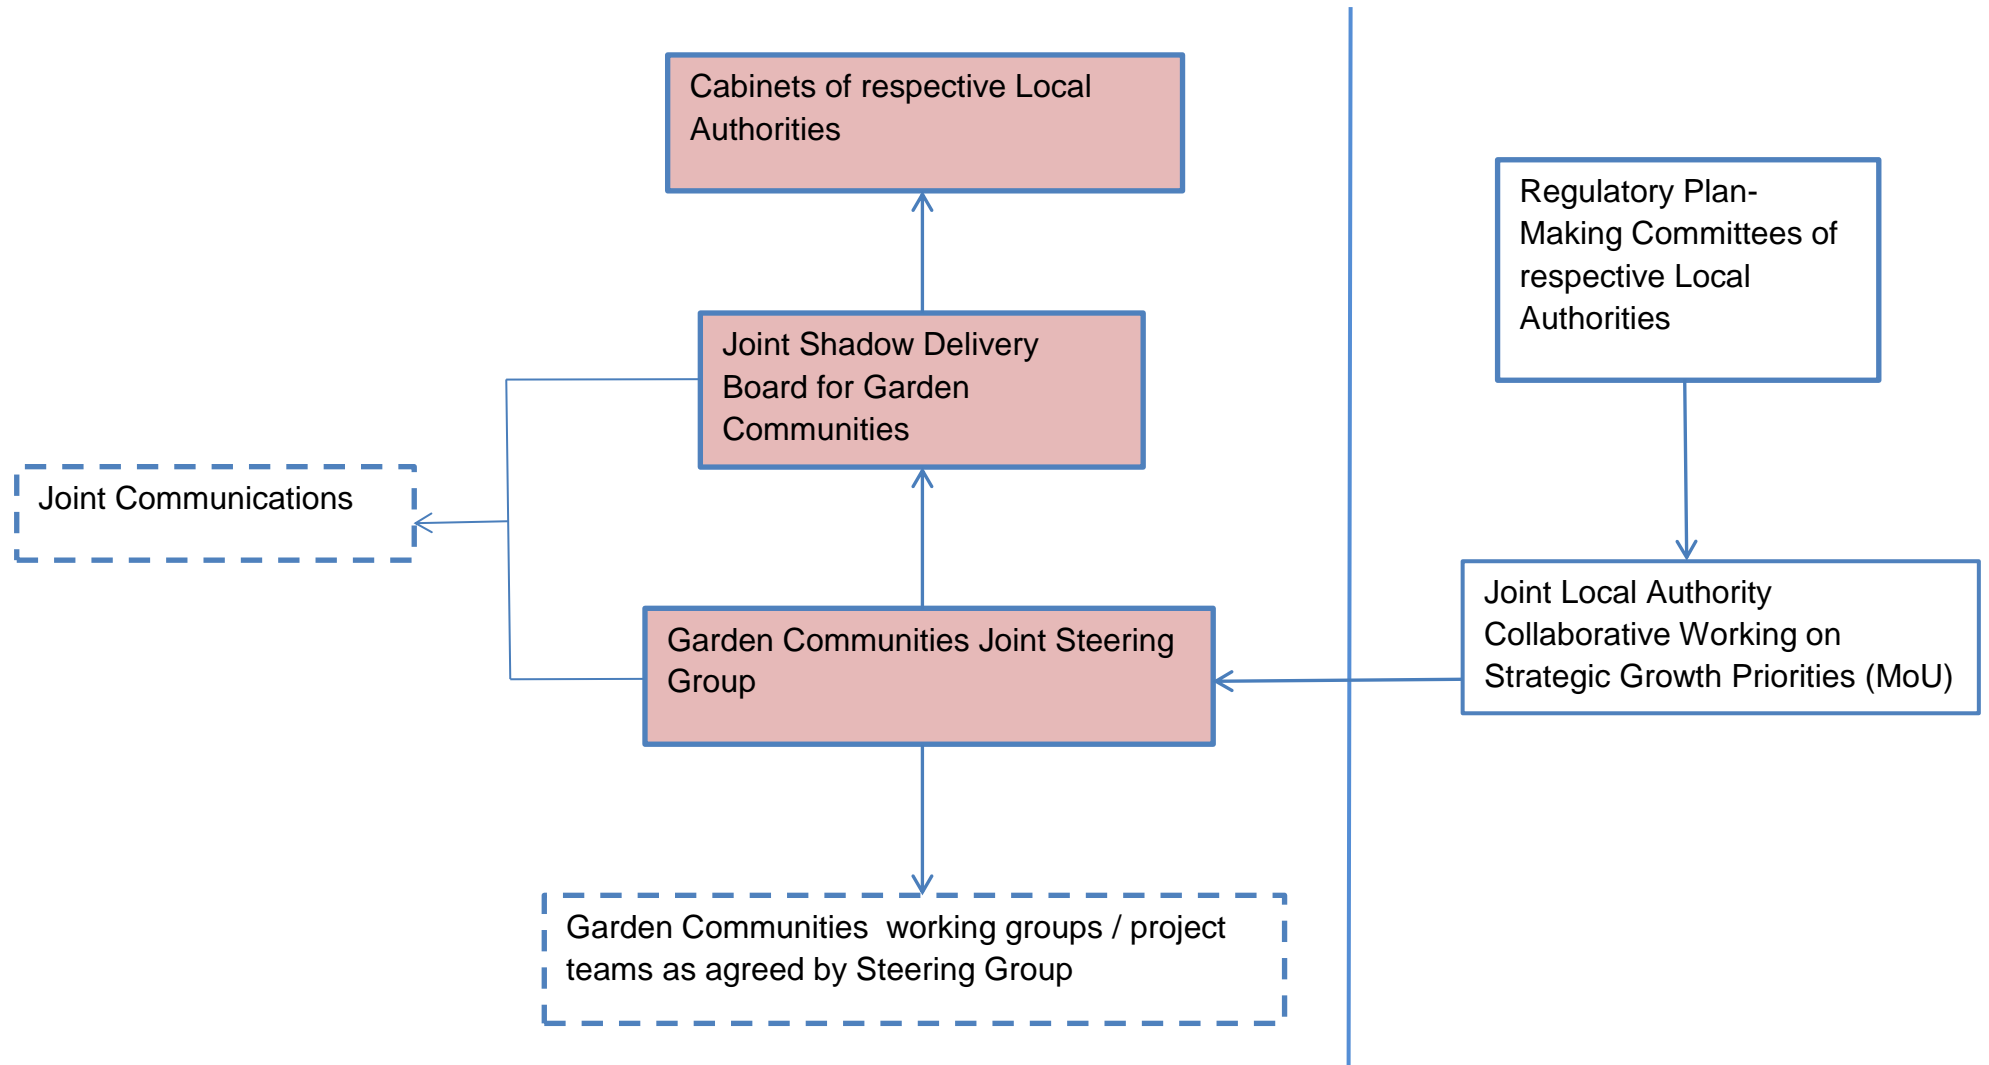 Cabinets of respective Local
Authorities
Regulatory Plan-
Making Committees of
respective Local
Authorities
Joint Shadow Delivery
Board for Garden
Communities
Joint Communications
Joint Local Authority
Collaborative Working on
Strategic Growth Priorities (MoU)
Garden Communities Joint Steering
Group
Garden Communities  working groups / project
teams as agreed by Steering Group